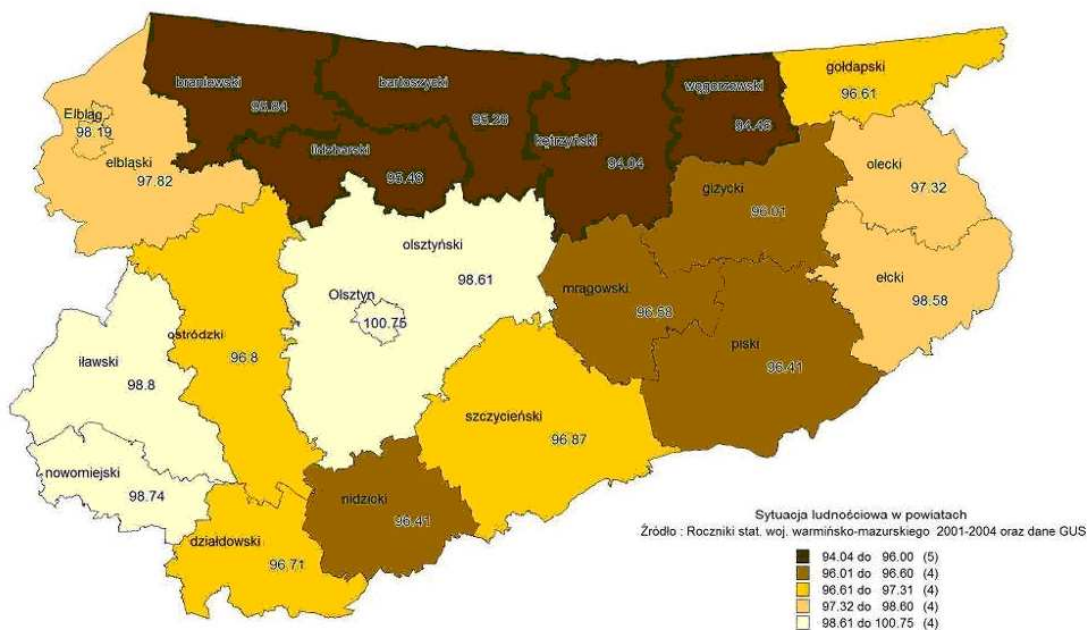 braniewski
95.84
bartoszycki
95.26
lidzbarski
95.46
kętrzyński
94.04
węgorzewski
94.45
gołdapski
96.61
Elbląg
98.19
elbląski
97.82
olecki
97.32
giżycki
96.01
ełcki
98.58
olsztyński
98.61
Olsztyn
100.75
mrągowski
96.58
piski
96.41
ostródzki
96.8
iławski
98.8
szczycieński
96.87
nowomiejski
98.74
nidzicki
96.41
działdowski
96.71
Sytuacja ludnościowa w powiatach
Źródło : Roczniki stat. woj. warmińsko-mazurskiego 2001-2004 oraz dane GUS
94.04 do 96.00 (5)
96.01 do 96.60 (4)
96.61 do 97.31 (4)
97.32 do 98.60 (4)
98.61 do 100.75 (4)